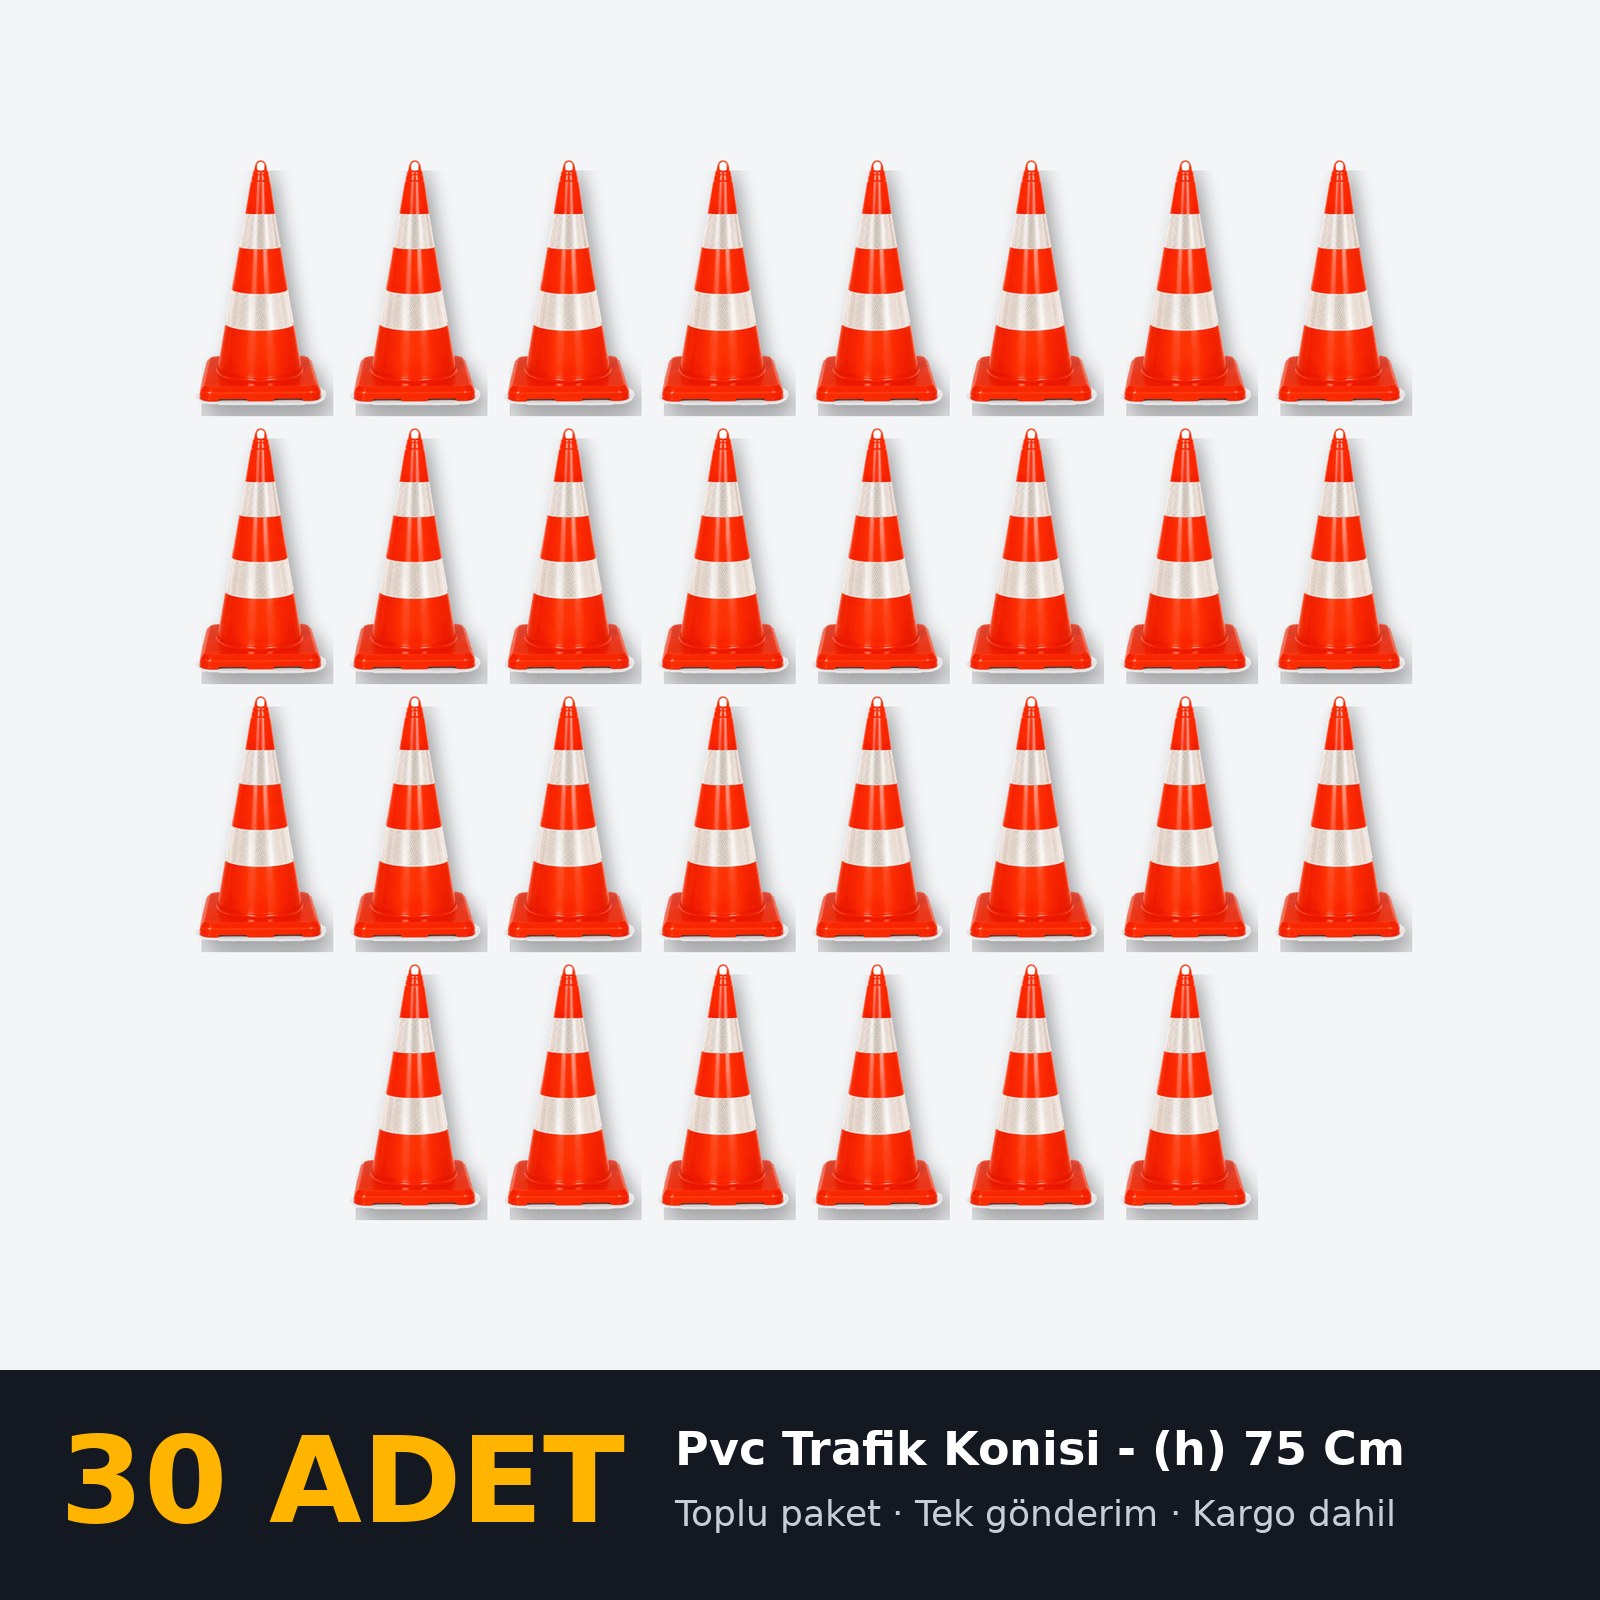 30 ADET
Pvc Trafik Konisi - (h) 75 Cm
Toplu paket · Tek gönderim · Kargo dahil